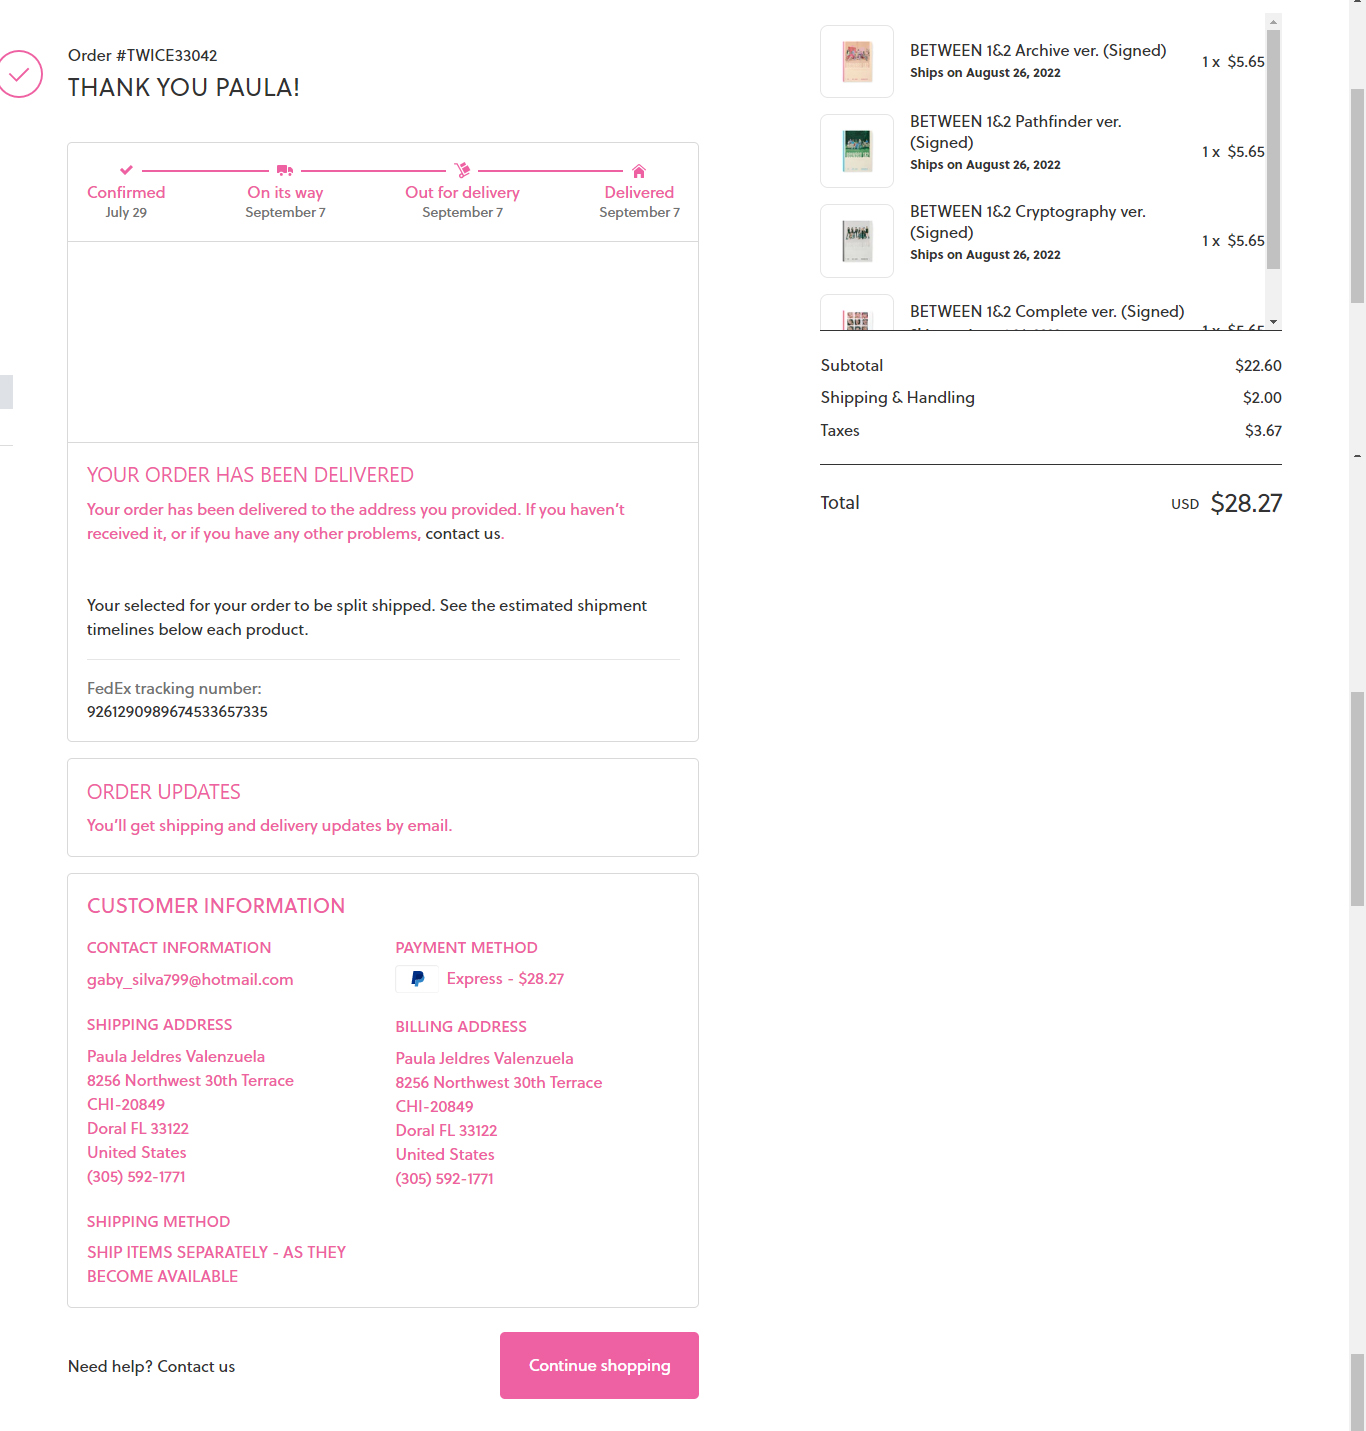 Order #TWICE33042
THANK YOU PAULA!
Confirmed
July 29
On its way
September 7
Out for delivery
September 7
Delivered
September 7
YOUR ORDER HAS BEEN DELIVERED
Your order has been delivered to the address you provided. If you haven't
received it, or if you have any other problems, contact us.
Your selected for your order to be split shipped. See the estimated shipment
timelines below each product.
FedEx tracking number:
9261290989674533657335
ORDER UPDATES
You'll get shipping and delivery updates by email.
CUSTOMER INFORMATION
CONTACT INFORMATION
gaby_silva799@hotmail.com
PAYMENT METHOD
Express - $28.27
SHIPPING ADDRESS
Paula Jeldres Valenzuela
8256 Northwest 30th Terrace
CHI-20849
Doral FL 33122
United States
(305) 592-1771
BILLING ADDRESS
Paula Jeldres Valenzuela
8256 Northwest 30th Terrace
CHI-20849
Doral FL 33122
United States
(305) 592-1771
SHIPPING METHOD
SHIP ITEMS SEPARATELY - AS THEY
BECOME AVAILABLE
Need help? Contact us
Continue shopping
BETWEEN 1&2 Archive ver. (Signed)
Ships on August 26, 2022
1 x $5.65
BETWEEN 1&2 Pathfinder ver.
(Signed)
Ships on August 26, 2022
1 x $5.65
BETWEEN 1&2 Cryptography ver.
(Signed)
Ships on August 26, 2022
1 x $5.65
BETWEEN 1&2 Complete ver. (Signed)
1 x $5.65
Subtotal
$22.60
Shipping & Handling
$2.00
Taxes
$3.67
Total
USD $28.27